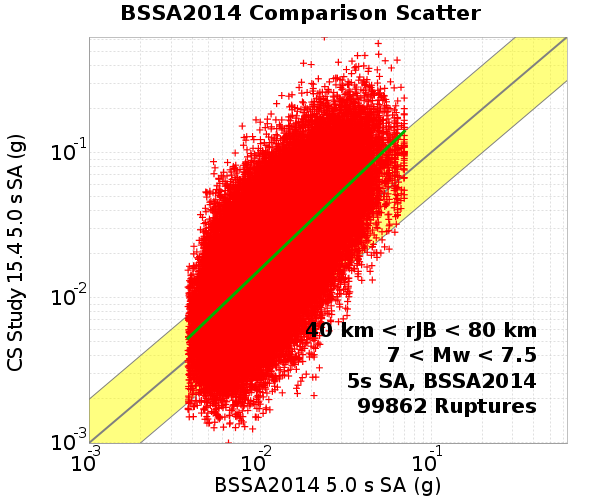 BSSA2014 Comparison Scatter
CS Study 15.4 5.0 s SA (g)
10-1
10-2
10-3
40 km < rJB < 80 km
7 < Mw < 7.5
5s SA, BSSA2014
99862 Ruptures
10-3 10-2 10-1
BSSA2014 5.0 s SA (g)